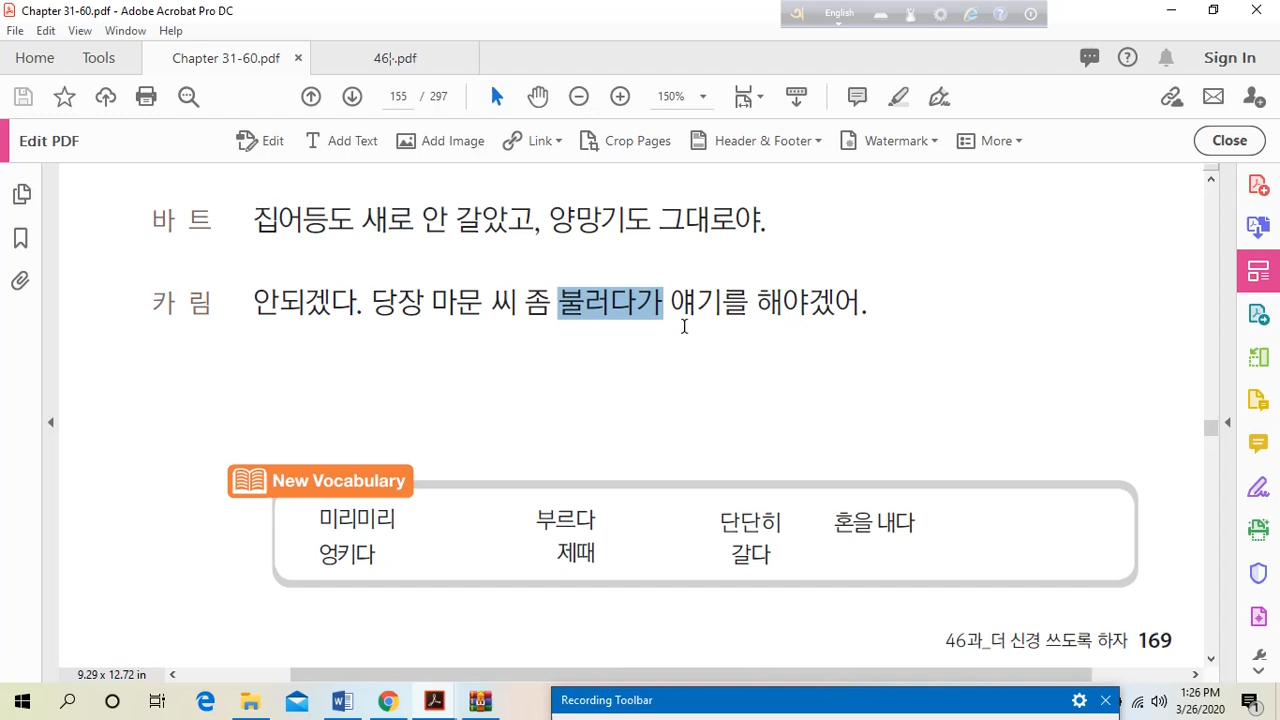 Chapter 31-60.pdf - Adobe Acrobat Pro DC
English
File Edit View Window Help
Home Tools Chapter 31-60.pdf × 46¦.pdf Sign In
155 / 297 150%
Edit PDF Edit Add Text Add Image Link Crop Pages Header & Footer Watermark More Close
바 트 집어등도 새로 안 갈았고, 양망기도 그대로야.
카 림 안되겠다. 당장 마문 씨 좀 불러다가 얘기를 해야겠어.
New Vocabulary
미리미리 부르다 단단히 혼을 내다
엉키다 제때 갈다
46과_더 신경 쓰도록 하자 169
9.29 x 12.72 in
Recording Toolbar
1:26 PM
3/26/2020